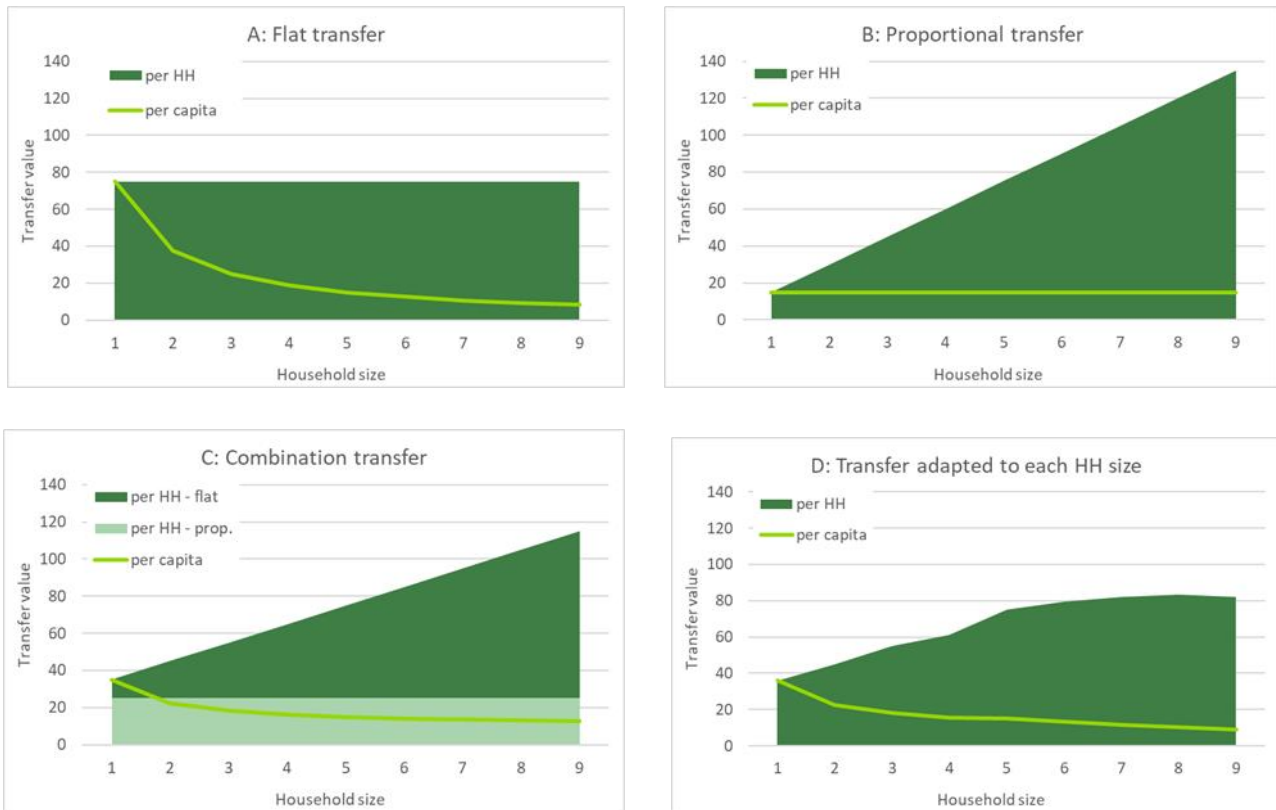 A: Flat transfer
140
120
100
80
60
40
20
0
per HH
per capita
Transfer value
1 2 3 4 5 6 7 8 9
Household size
B: Proportional transfer
140
120
100
80
60
40
20
0
per HH
per capita
Transfer value
1 2 3 4 5 6 7 8 9
Household size
C: Combination transfer
140
120
100
80
60
40
20
0
per HH - flat
per HH - prop.
per capita
Transfer value
1 2 3 4 5 6 7 8 9
Household size
D: Transfer adapted to each HH size
140
120
100
80
60
40
20
0
per HH
per capita
Transfer value
1 2 3 4 5 6 7 8 9
Household size